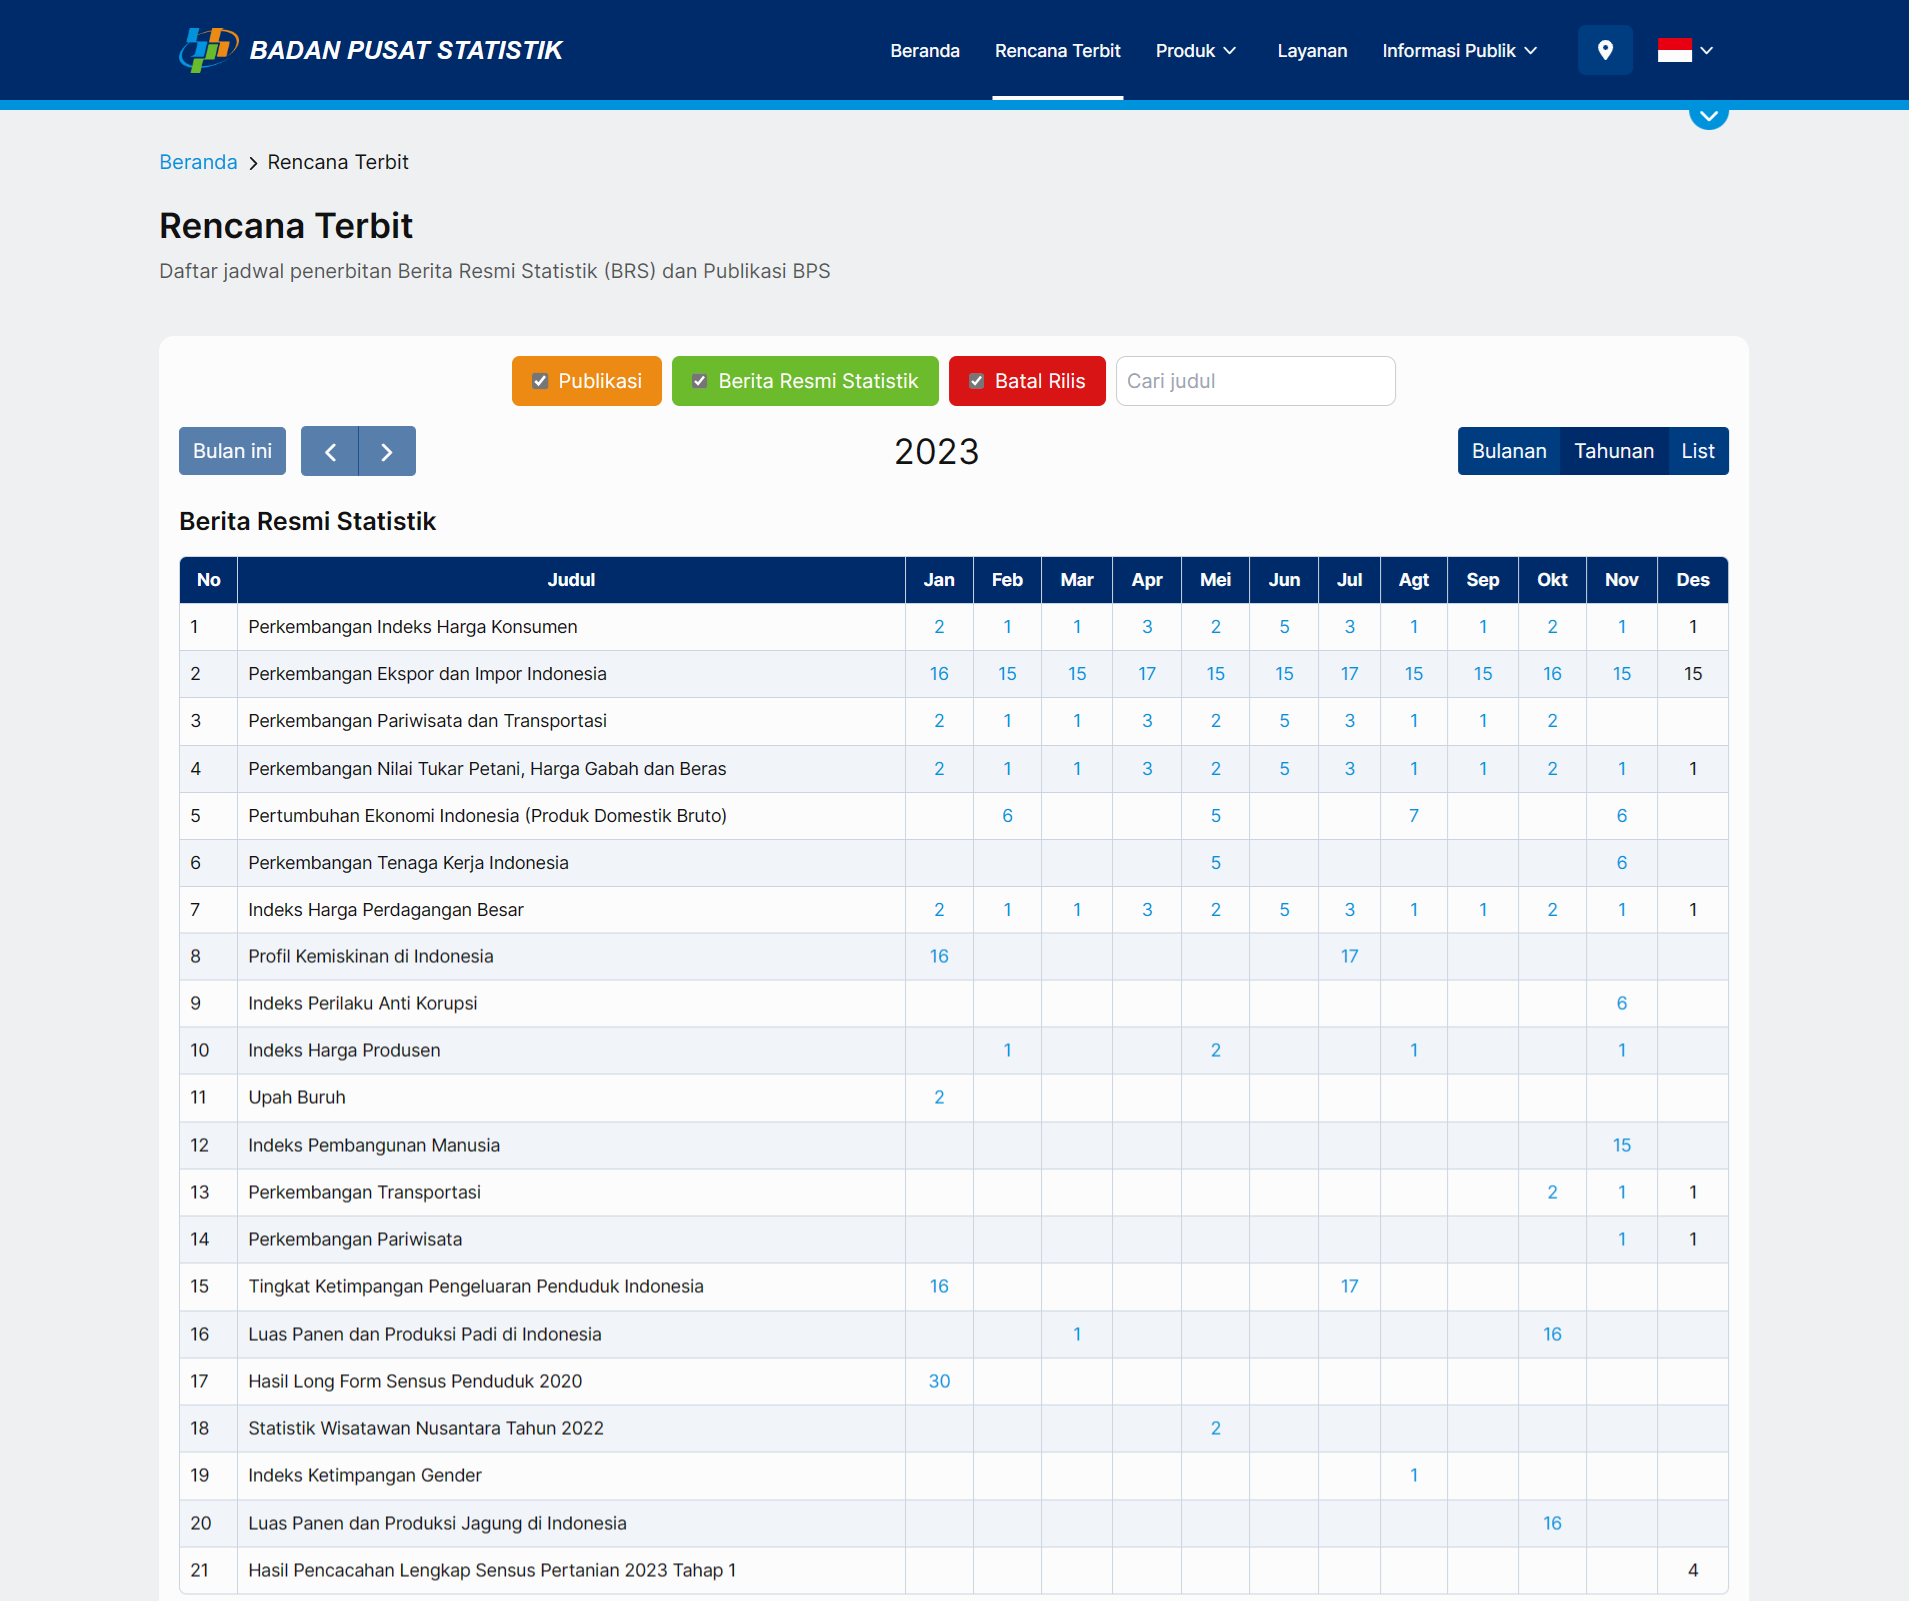 BADAN PUSAT STATISTIK
Beranda Rencana Terbit Produk Layanan Informasi Publik
Beranda > Rencana Terbit
Rencana Terbit
Daftar jadwal penerbitan Berita Resmi Statistik (BRS) dan Publikasi BPS
Publikasi Berita Resmi Statistik Batal Rilis Cari judul
Bulan ini 2023 Bulanan Tahunan List
Berita Resmi Statistik
No Judul Jan Feb Mar Apr Mei Jun Jul Agt Sep Okt Nov Des
1 Perkembangan Indeks Harga Konsumen 2 1 1 3 2 5 3 1 1 2 1 1
2 Perkembangan Ekspor dan Impor Indonesia 16 15 15 17 15 15 17 15 15 16 15 15
3 Perkembangan Pariwisata dan Transportasi 2 1 1 3 2 5 3 1 1 2
4 Perkembangan Nilai Tukar Petani, Harga Gabah dan Beras 2 1 1 3 2 5 3 1 1 2 1 1
5 Pertumbuhan Ekonomi Indonesia (Produk Domestik Bruto) 6 5 7 6
6 Perkembangan Tenaga Kerja Indonesia 5 6
7 Indeks Harga Perdagangan Besar 2 1 1 3 2 5 3 1 1 2 1 1
8 Profil Kemiskinan di Indonesia 16 17
9 Indeks Perilaku Anti Korupsi 6
10 Indeks Harga Produsen 1 2 1 1
11 Upah Buruh 2
12 Indeks Pembangunan Manusia 15
13 Perkembangan Transportasi 2 1 1
14 Perkembangan Pariwisata 1 1
15 Tingkat Ketimpangan Pengeluaran Penduduk Indonesia 16 17
16 Luas Panen dan Produksi Padi di Indonesia 1 16
17 Hasil Long Form Sensus Penduduk 2020 30
18 Statistik Wisatawan Nusantara Tahun 2022 2
19 Indeks Ketimpangan Gender 1
20 Luas Panen dan Produksi Jagung di Indonesia 16
21 Hasil Pencacahan Lengkap Sensus Pertanian 2023 Tahap 1 4